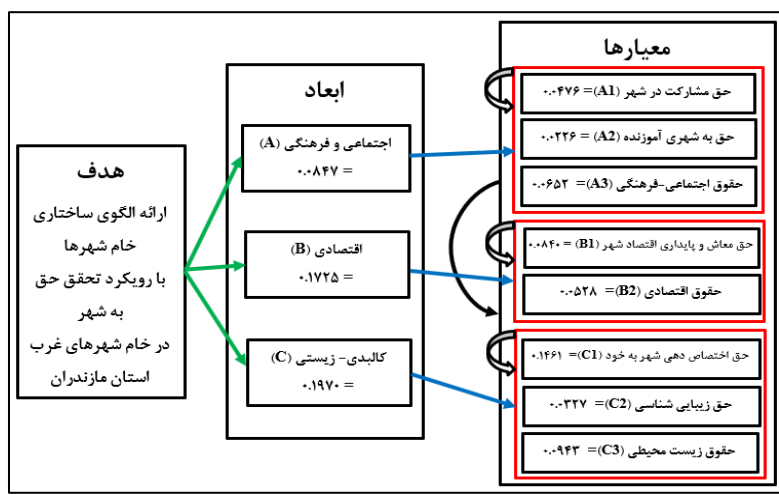 هدف
ارائه الگوی ساختاری
خام شهرها
با رویکرد تحقق حق
به شهر
در خام شهرهای غرب
استان مازندران
ابعاد
اجتماعی و فرهنگی (A)
= ۰.۰۸۴۷
اقتصادی (B)
= ۰.۱۷۲۵
کالبدی- زیستی (C)
= ۰.۱۹۷۰
معیارها
حق مشارکت در شهر (A1)= ۰.۰۴۷۶
حق به شهری آموزنده (A2)= ۰.۰۲۲۶
حقوق اجتماعی-فرهنگی (A3)= ۰.۰۶۵۲
حق معاش و پایداری اقتصاد شهر (B1) = ۰.۰۸۴۰
حقوق اقتصادی (B2)= ۰.۰۵۲۸
حق اختصاص دهی شهر به خود (C1)= ۰.۱۴۶۱
حق زیبایی شناسی (C2)= ۰.۰۳۲۷
حقوق زیست محیطی (C3)= ۰.۰۹۴۳